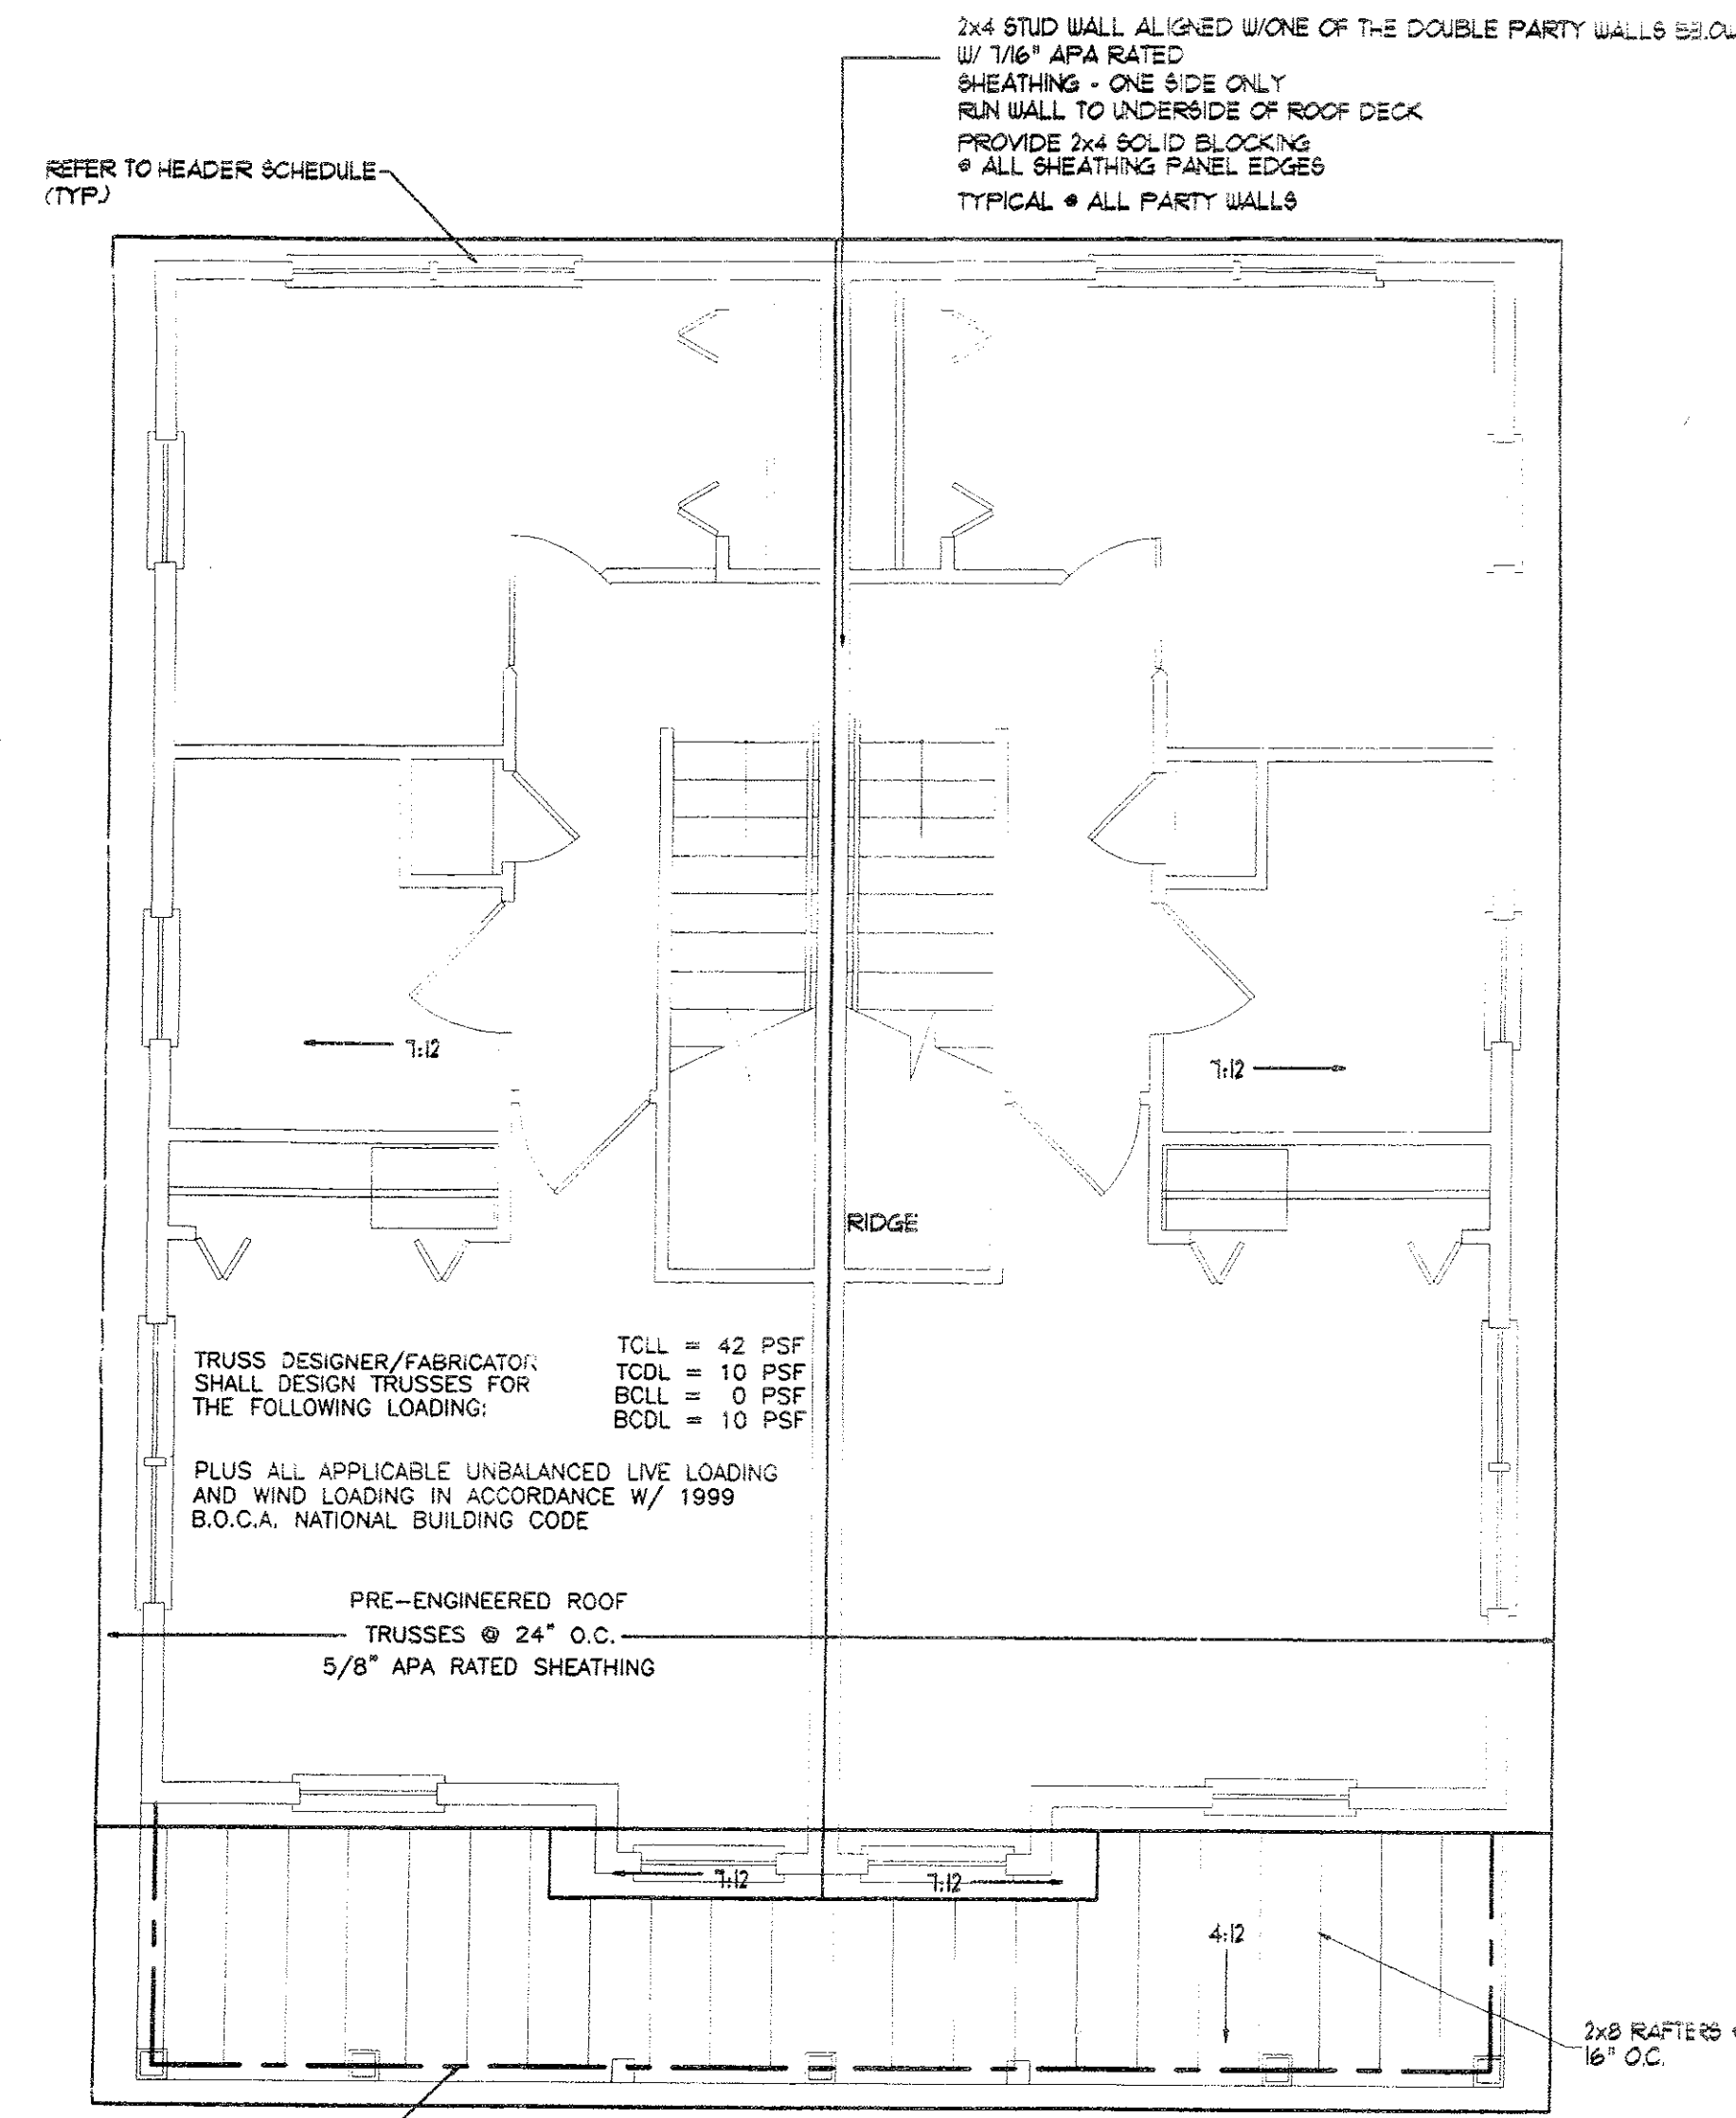 2x4 STUD WALL ALIGNED W/ONE OF THE DOUBLE PARTY WALLS BELOW
W/ 7/16" APA RATED
SHEATHING - ONE SIDE ONLY
RUN WALL TO UNDERSIDE OF ROOF DECK
PROVIDE 2x4 SOLID BLOCKING
@ ALL SHEATHING PANEL EDGES
TYPICAL @ ALL PARTY WALLS
REFER TO HEADER SCHEDULE
(TYP.)
7:12
7:12
RIDGE
TRUSS DESIGNER/FABRICATOR
SHALL DESIGN TRUSSES FOR
THE FOLLOWING LOADING:
TCLL = 42 PSF
TCDL = 10 PSF
BCLL = 0 PSF
BCDL = 10 PSF
PLUS ALL APPLICABLE UNBALANCED LIVE LOADING
AND WIND LOADING IN ACCORDANCE W/ 1999
B.O.C.A. NATIONAL BUILDING CODE
PRE-ENGINEERED ROOF
TRUSSES @ 24" O.C.
5/8" APA RATED SHEATHING
7:12
7:12
4:12
2x8 RAFTERS
16" O.C.